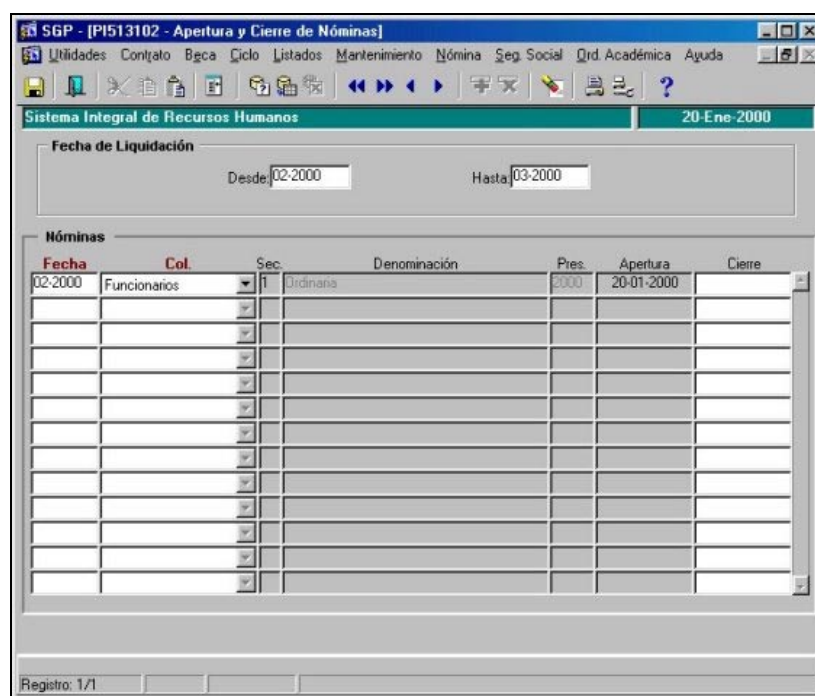 SGP - [PI513102 - Apertura y Cierre de Nóminas]
Utilidades Contrato Beca Ciclo Listados Mantenimiento Nómina Seg. Social Ord. Académica Ayuda
Sistema Integral de Recursos Humanos 20-Ene-2000
Fecha de Liquidación
Desde: 02-2000 Hasta: 03-2000
Nóminas
Fecha Col. Sec. Denominación Pres. Apertura Cierre
02-2000 Funcionarios 1 Ordinaria 2000 20-01-2000
Registro: 1/1